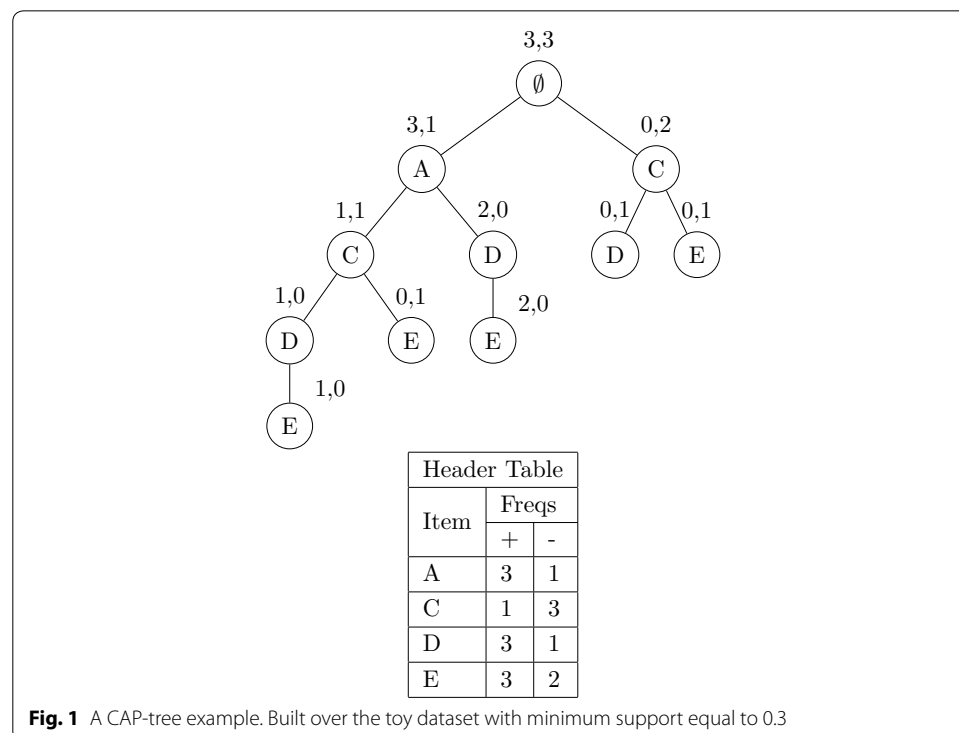 3,3
∅
3,1
0,2
A
C
1,1
2,0
0,1
0,1
C
D
D
E
1,0
0,1
2,0
D
E
E
1,0
E
Header Table
Item Freqs
+ -
A 3 1
C 1 3
D 3 1
E 3 2
Fig. 1 A CAP-tree example. Built over the toy dataset with minimum support equal to 0.3